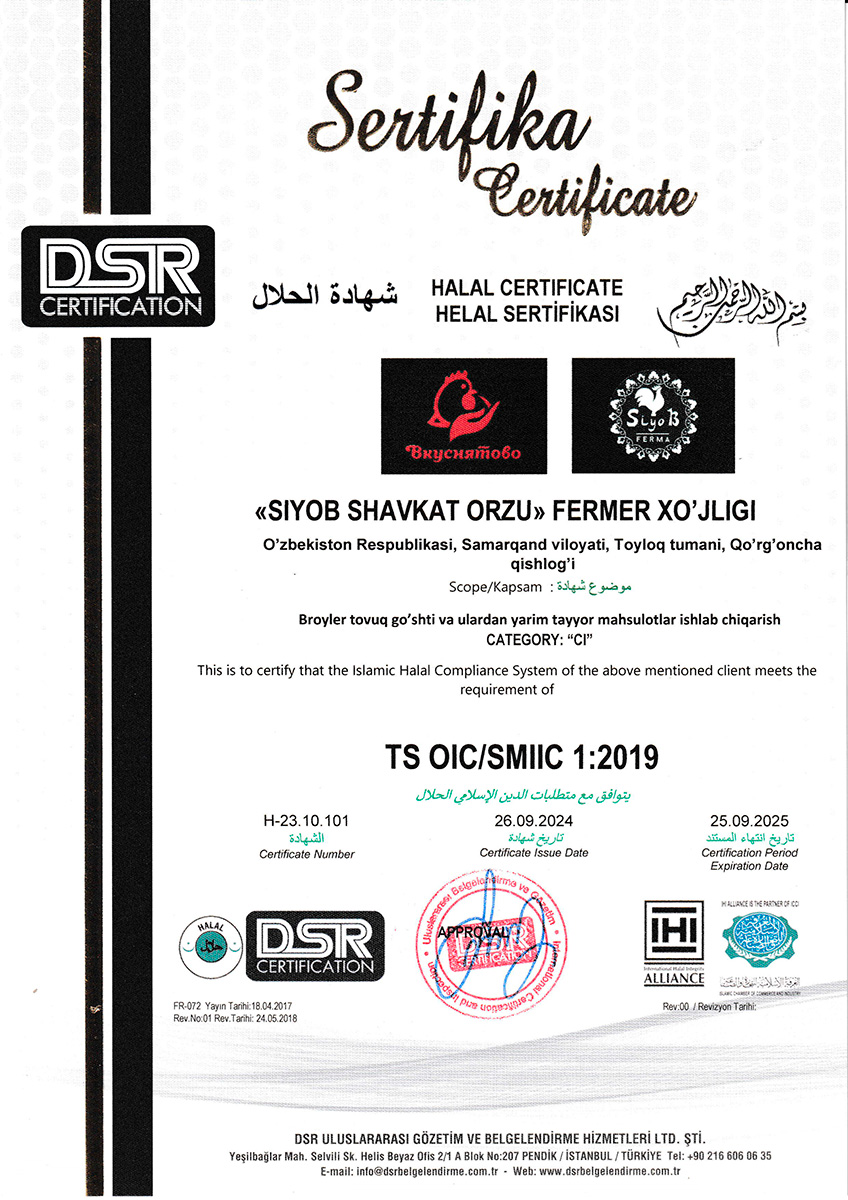 Sertifika
Certificate
DSR
CERTIFICATION
شهادة الحلال
HALAL CERTIFICATE
HELAL SERTİFİKASI
بسم الله الرحمن الرحيم
Вкуснятово
SiyoB
FERMA
«SIYOB SHAVKAT ORZU» FERMER XO’JLIGI
O’zbekiston Respublikasi, Samarqand viloyati, Toyloq tumani, Qo’rg’oncha
qishlog’i
Scope/Kapsam : موضوع شهادة
Broyler tovuq go’shti va ulardan yarim tayyor mahsulotlar ishlab chiqarish
CATEGORY: “CI”
This is to certify that the Islamic Halal Compliance System of the above mentioned client meets the
requirement of
TS OIC/SMIIC 1:2019
يتوافق مع متطلبات الدين الإسلامي الحلال
H-23.10.101
الشهادة
Certificate Number
26.09.2024
تاريخ شهادة
Certificate Issue Date
25.09.2025
تاريخ انتهاء المستند
Certification Period
Expiration Date
HALAL
حلال
DSR
CERTIFICATION
Uluslararası Belgelendirme ve Gözetim
International Certification and Inspection
APPROVAL
DSR
CERTIFICATION
IHI
International Halal Integrity
ALLIANCE
IHI ALLIANCE IS THE PARTNER OF ICCI
ISLAMIC CHAMBER OF COMMERCE AND INDUSTRY
FR-072 Yayın Tarihi:18.04.2017
Rev.No:01 Rev.Tarihi: 24.05.2018
Rev:00 / Revizyon Tarihi:
DSR ULUSLARARASI GÖZETİM VE BELGELENDİRME HİZMETLERİ LTD. ŞTİ.
Yeşilbağlar Mah. Selvili Sk. Helis Beyaz Ofis 2/1 A Blok No:207 PENDİK / İSTANBUL / TÜRKİYE Tel: +90 216 606 06 35
E-mail: info@dsrbelgelendirme.com.tr - Web: www.dsrbelgelendirme.com.tr